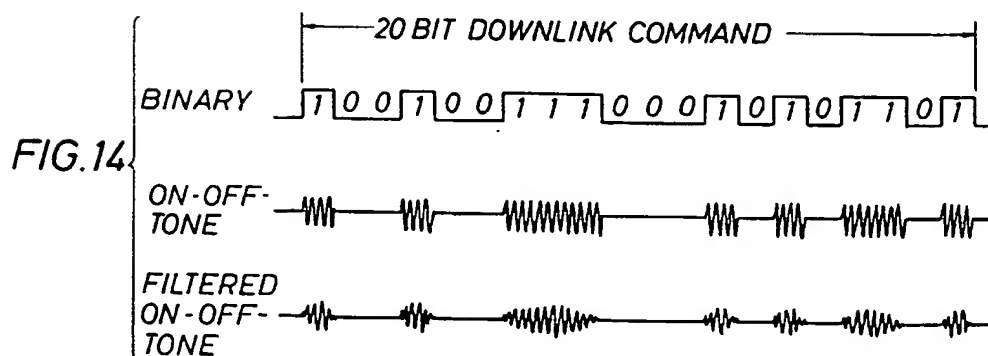 20 BIT DOWNLINK COMMAND
BINARY
1 0 0 1 0 0 1 1 1 0 0 0 1 0 1 0 1 1 0 1
FIG.14
ON-OFF-
TONE
FILTERED
ON-OFF-
TONE